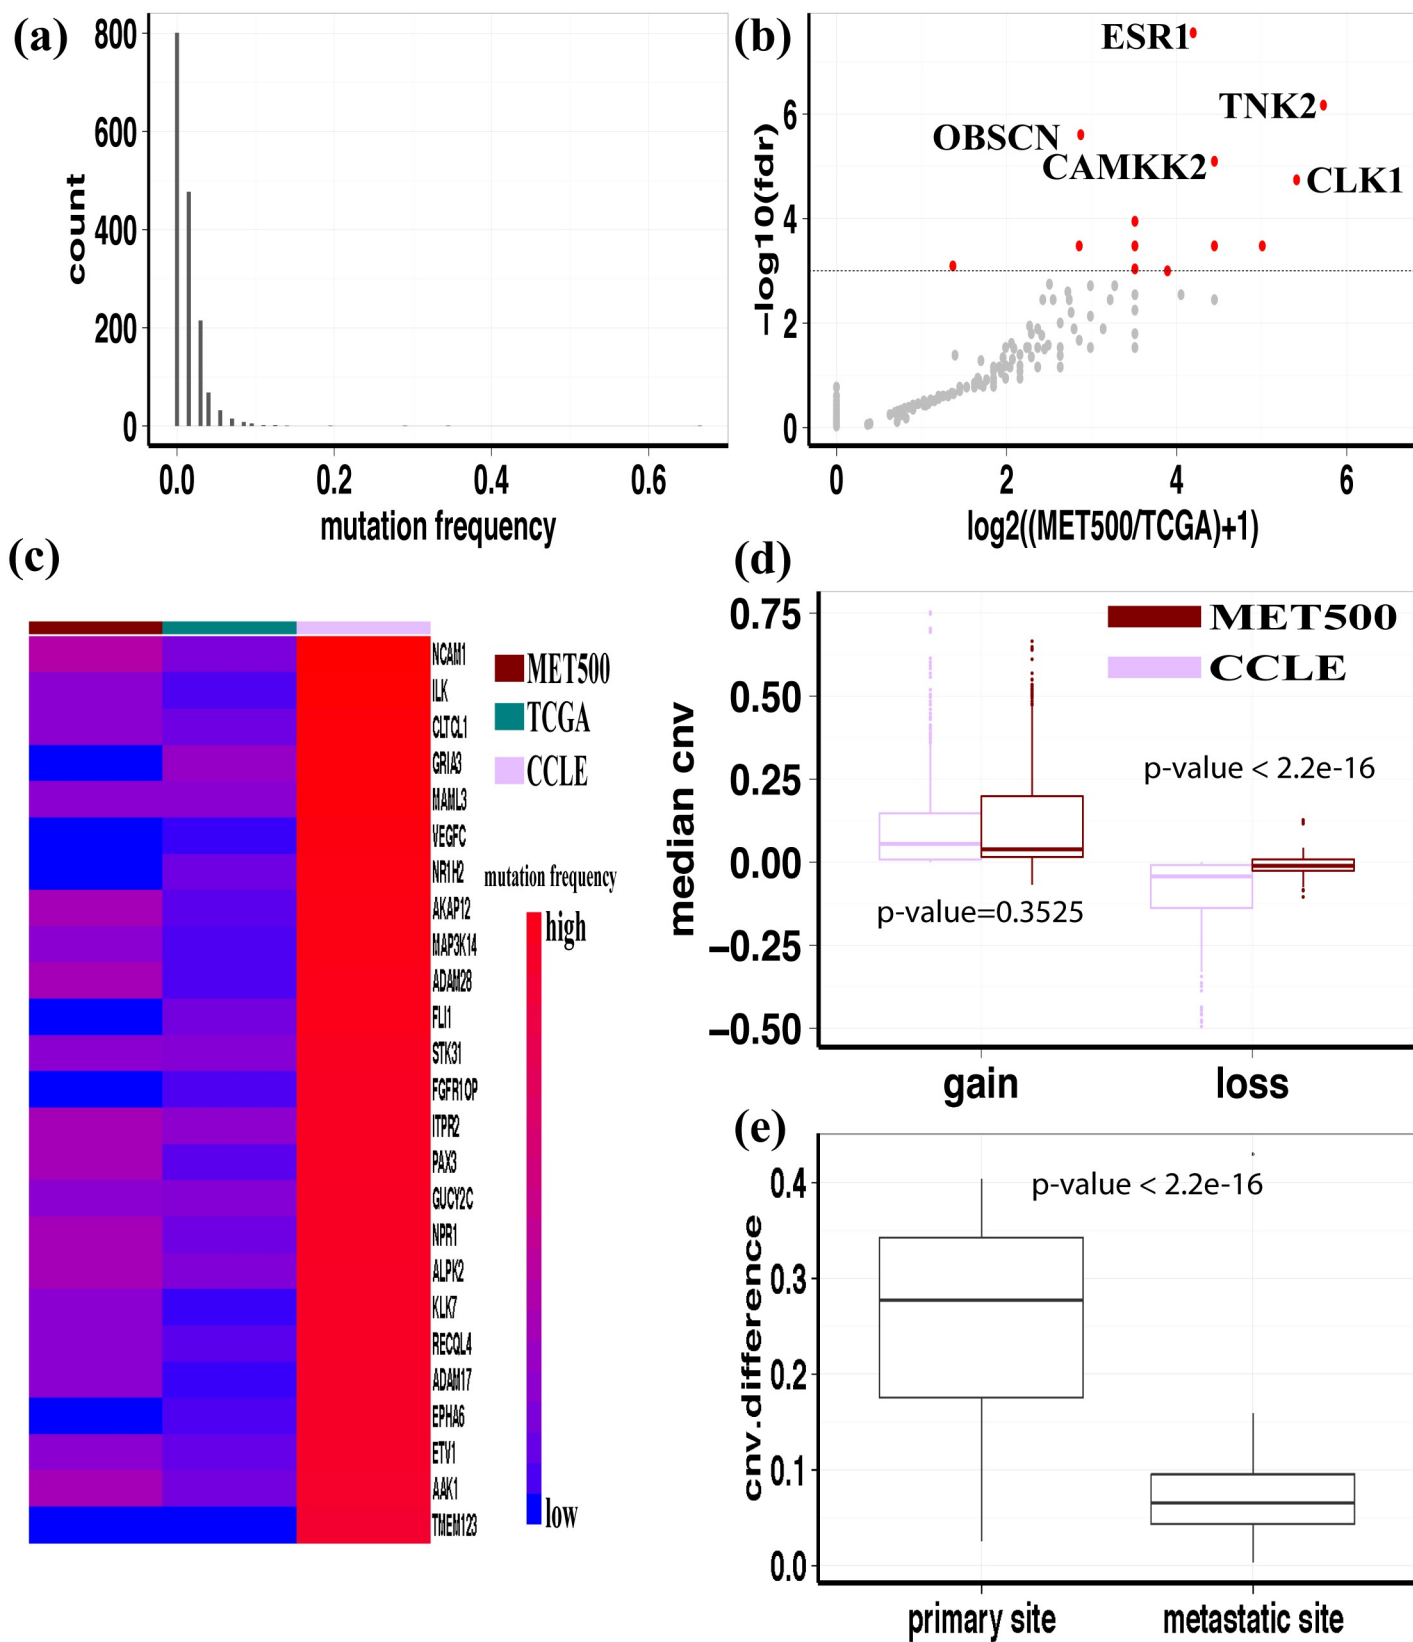 (a)
800
600
400
200
0
count
0.0 0.2 0.4 0.6
mutation frequency
(b)
ESR1
TNK2
OBSCN
CAMKK2
CLK1
6
4
2
0
−log10(fdr)
0 2 4 6
log2((MET500/TCGA)+1)
(c)
NCAM1
ILK
CLTCL1
GRIA3
MAML3
VEGFC
NR1H2
AKAP12
MAP3K14
ADAM28
FLI1
STK31
FGFR1OP
ITPR2
PAX3
GUCY2C
NPR1
ALPK2
KLK7
RECQL4
ADAM17
EPHA6
ETV1
AAK1
TMEM123
MET500
TCGA
CCLE
mutation frequency
high
low
(d)
0.75
0.50
0.25
0.00
−0.25
−0.50
median cnv
MET500
CCLE
p-value < 2.2e-16
p-value=0.3525
gain loss
(e)
0.4
0.3
0.2
0.1
0.0
cnv.difference
p-value < 2.2e-16
primary site metastatic site